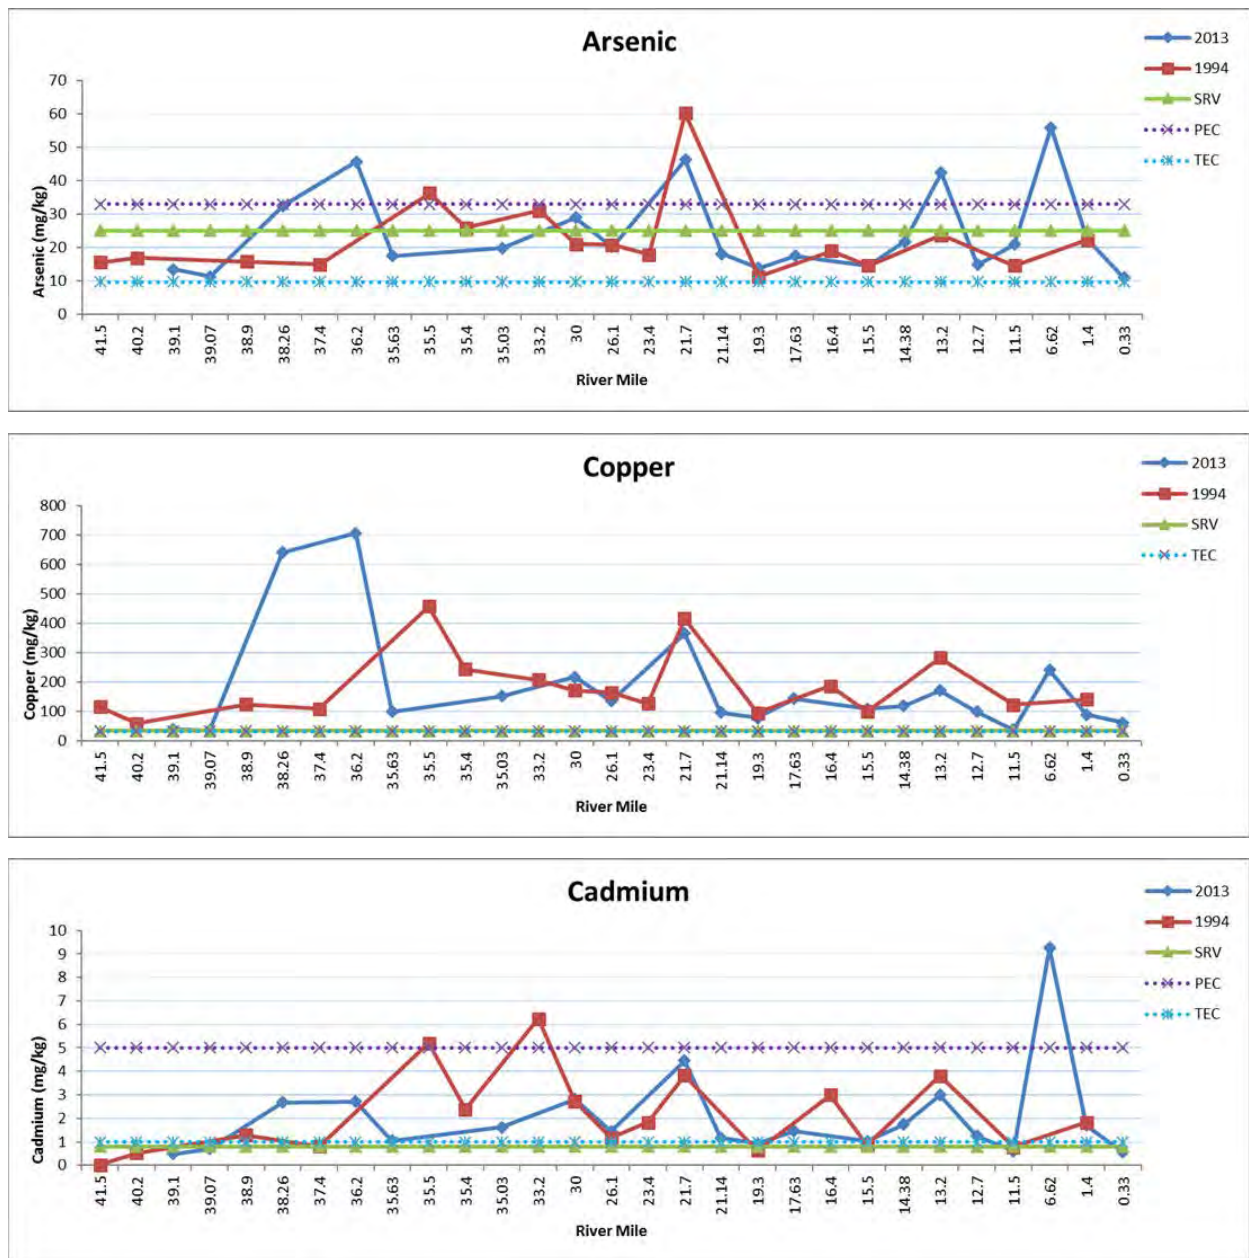 Arsenic
2013
1994
SRV
PEC
TEC
70
60
50
40
30
20
10
0
Arsenic (mg/kg)
41.5 40.2 39.1 39.07 38.9 38.26 37.4 36.2 35.63 35.5 35.4 35.03 33.2 30 26.1 23.4 21.7 21.14 19.3 17.63 16.4 15.5 14.38 13.2 12.7 11.5 6.62 1.4 0.33
River Mile
Copper
2013
1994
SRV
TEC
800
700
600
500
400
300
200
100
0
Copper (mg/kg)
41.5 40.2 39.1 39.07 38.9 38.26 37.4 36.2 35.63 35.5 35.4 35.03 33.2 30 26.1 23.4 21.7 21.14 19.3 17.63 16.4 15.5 14.38 13.2 12.7 11.5 6.62 1.4 0.33
River Mile
Cadmium
2013
1994
SRV
PEC
TEC
10
9
8
7
6
5
4
3
2
1
0
Cadmium (mg/kg)
41.5 40.2 39.1 39.07 38.9 38.26 37.4 36.2 35.63 35.5 35.4 35.03 33.2 30 26.1 23.4 21.7 21.14 19.3 17.63 16.4 15.5 14.38 13.2 12.7 11.5 6.62 1.4 0.33
River Mile